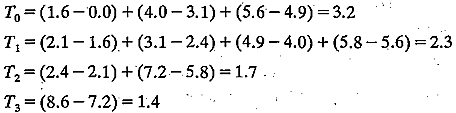 T₀ = (1.6 – 0.0) + (4.0 – 3.1) + (5.6 – 4.9) = 3.2
T₁ = (2.1 – 1.6) + (3.1 – 2.4) + (4.9 – 4.0) + (5.8 – 5.6) = 2.3
T₂ = (2.4 – 2.1) + (7.2 – 5.8) = 1.7
T₃ = (8.6 – 7.2) = 1.4